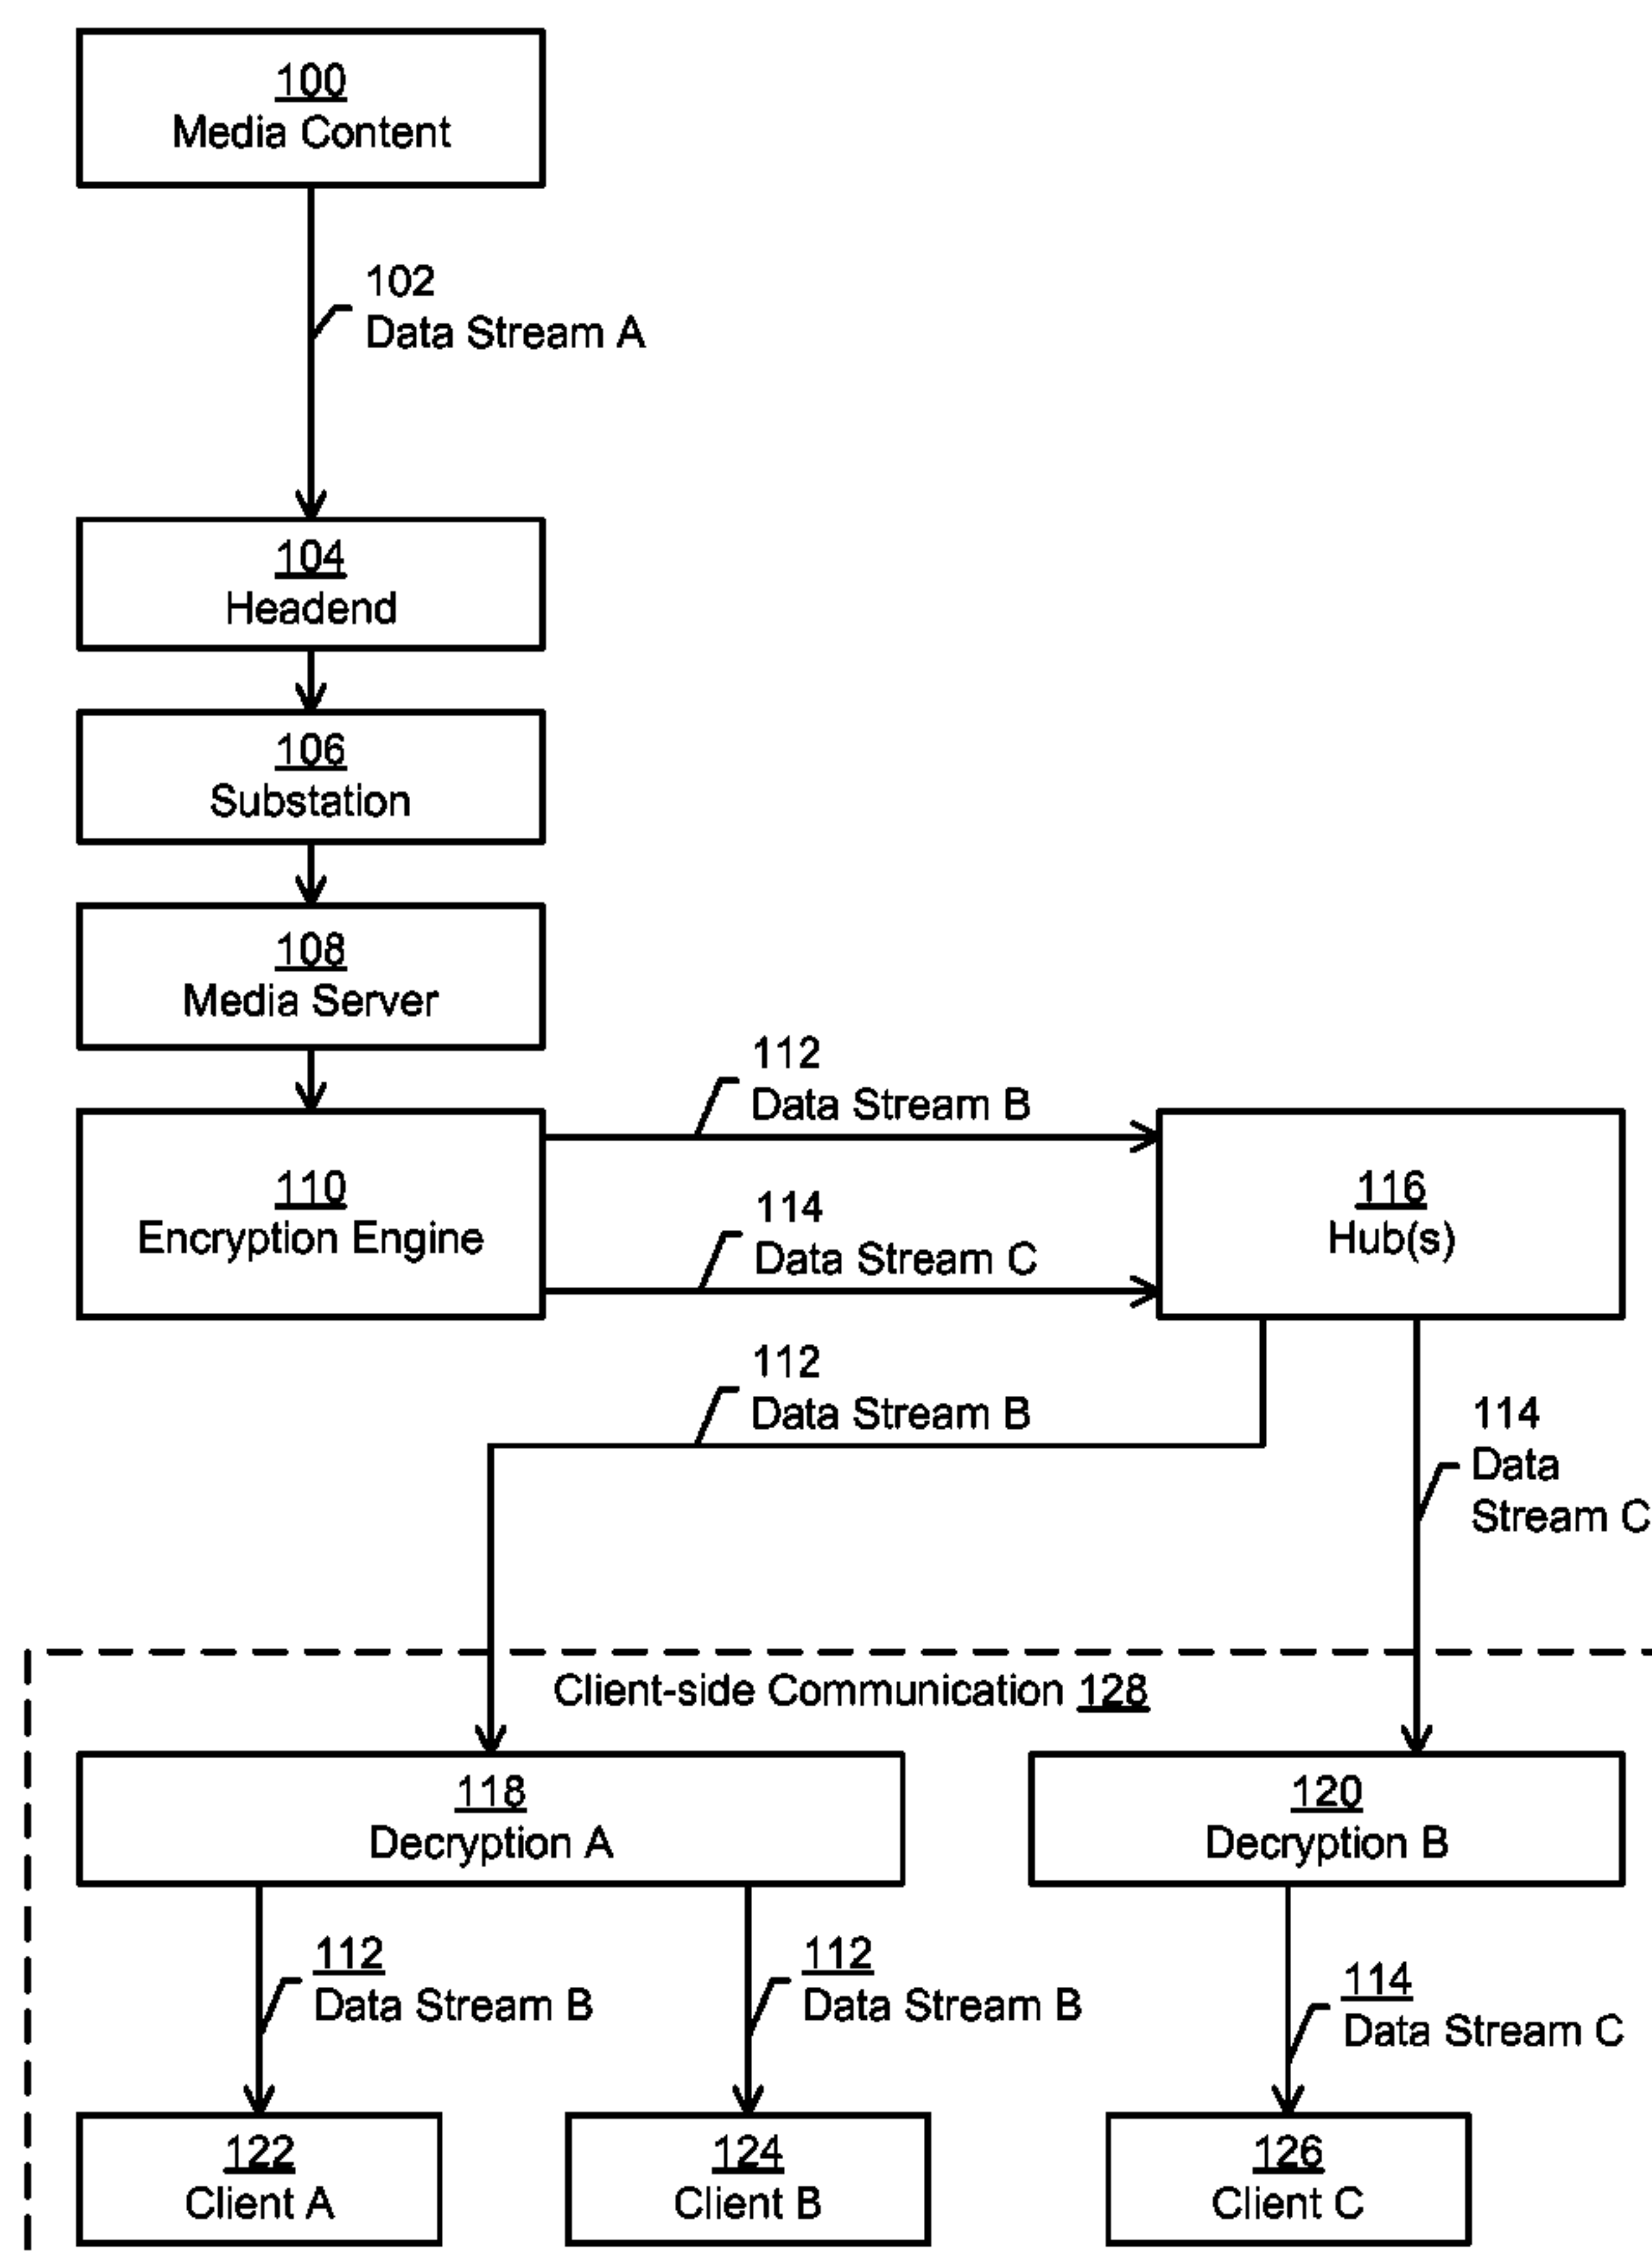 100
Media Content
102
Data Stream A
104
Headend
106
Substation
108
Media Server
112
Data Stream B
110
Encryption Engine
114
Data Stream C
116
Hub(s)
112
Data Stream B
114
Data
Stream C
Client-side Communication 128
118
Decryption A
120
Decryption B
112
Data Stream B
112
Data Stream B
114
Data Stream C
122
Client A
124
Client B
126
Client C